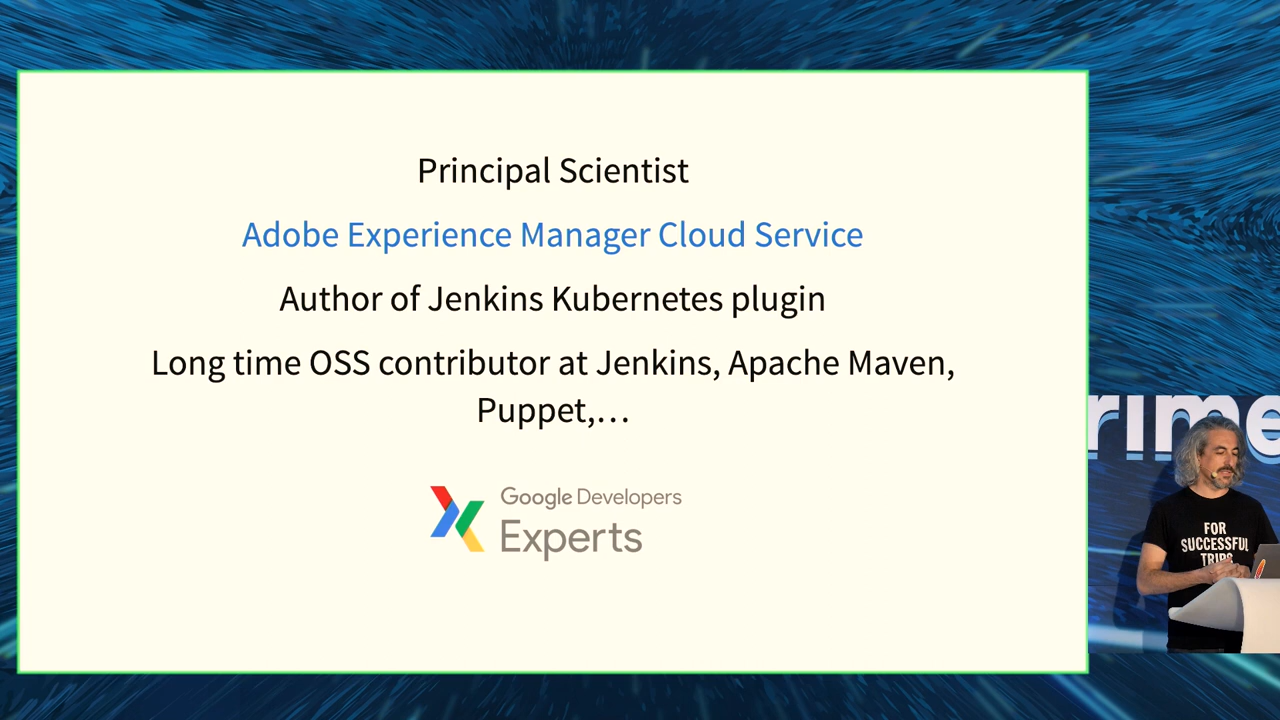 Principal Scientist
Adobe Experience Manager Cloud Service
Author of Jenkins Kubernetes plugin
Long time OSS contributor at Jenkins, Apache Maven,
Puppet,…
Google Developers
Experts
rime
FOR
SUCCESSFUL
TRIPS